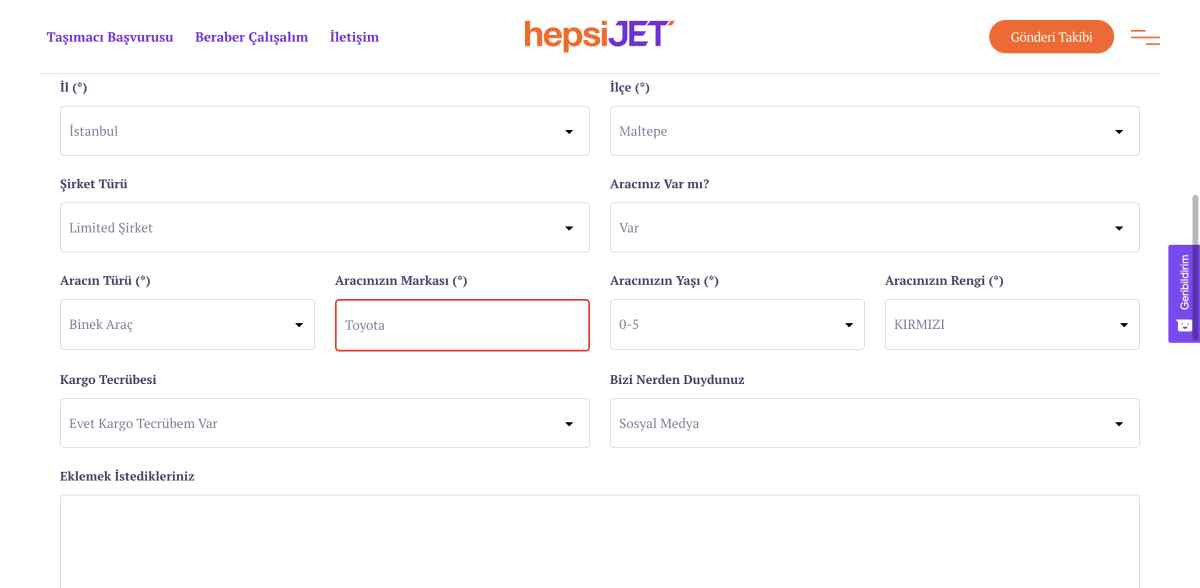 Taşımacı Başvurusu Beraber Çalışalım İletişim hepsiJET Gönderi Takibi
İl (*) İlçe (*)
İstanbul Maltepe
Şirket Türü Aracınız Var mı?
Limited Şirket Var
Aracın Türü (*) Aracınızın Markası (*) Aracınızın Yaşı (*) Aracınızın Rengi (*)
Binek Araç Toyota 0-5 KIRMIZI
Kargo Tecrübesi Bizi Nerden Duydunuz
Evet Kargo Tecrübem Var Sosyal Medya
Eklemek İstedikleriniz
Geribildirim